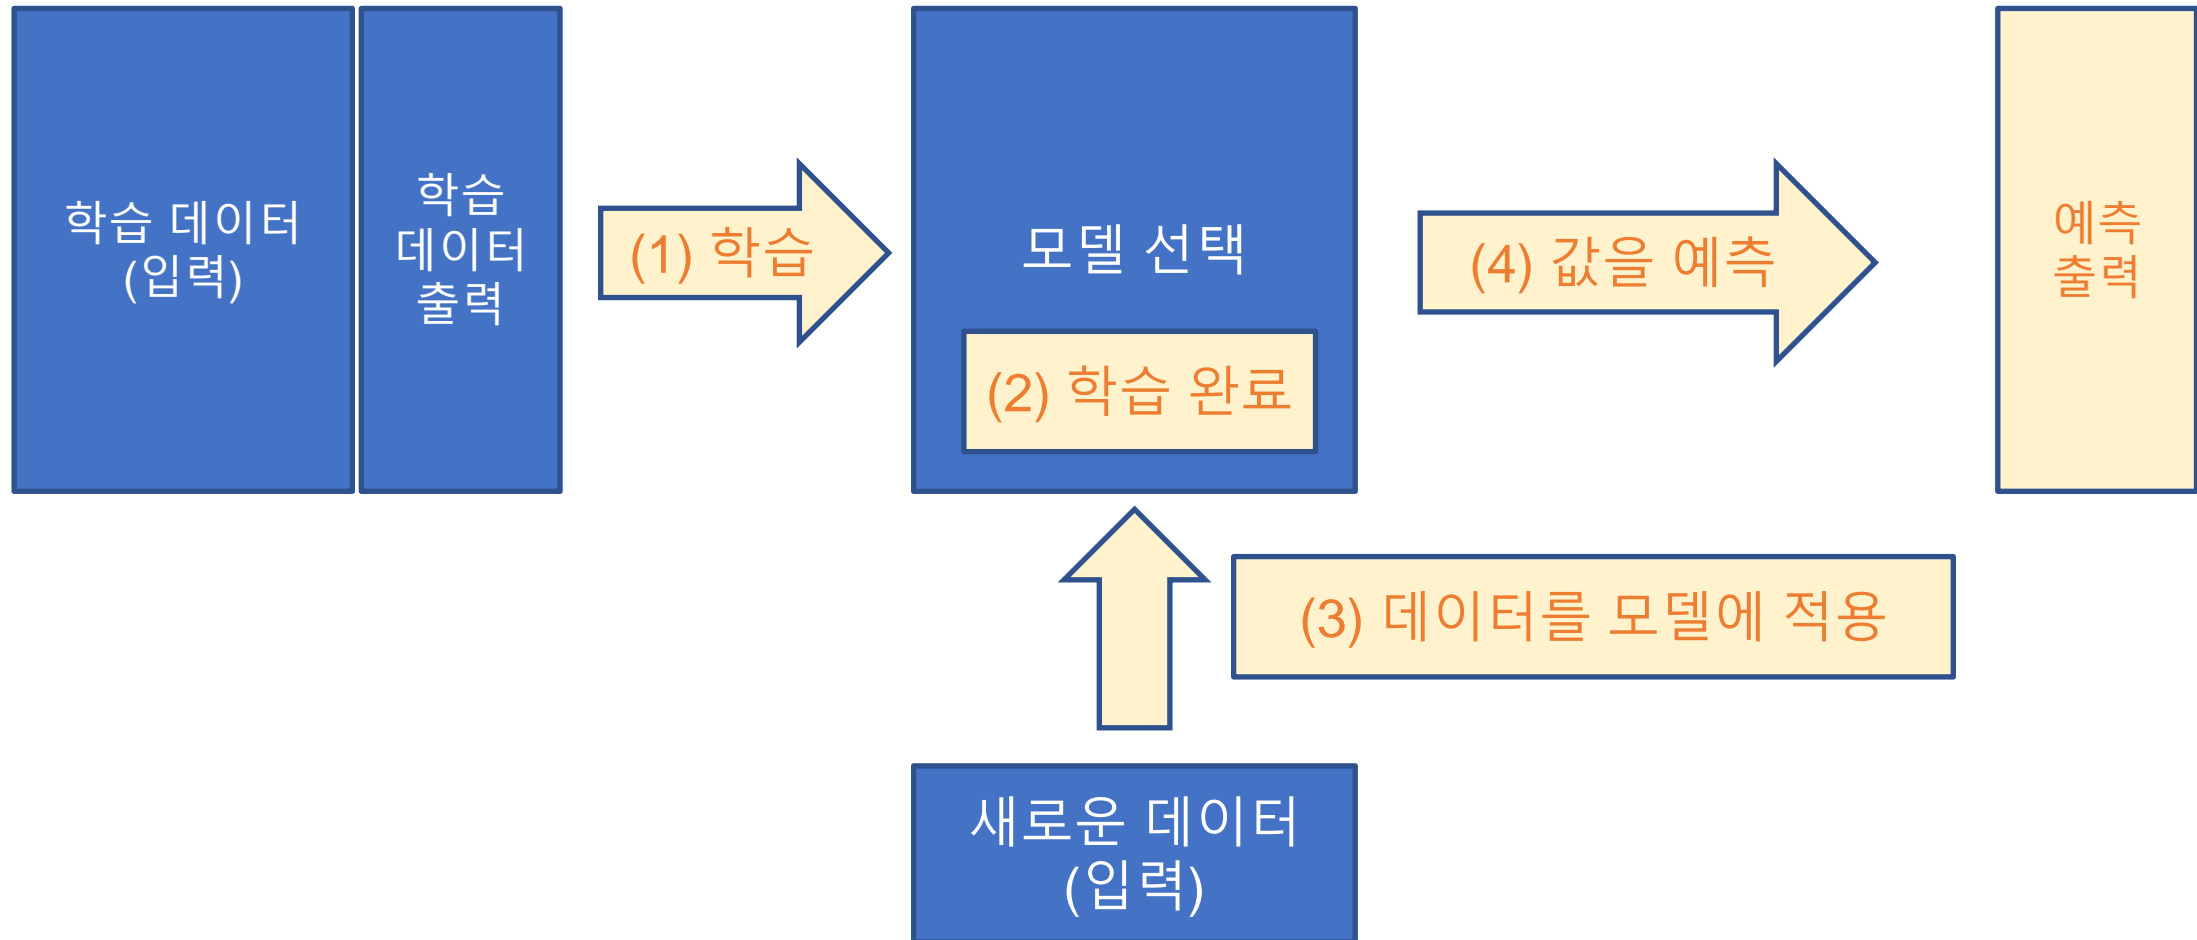 학습 데이터
(입력)
학습
데이터
출력
(1) 학습
모델 선택
(2) 학습 완료
(4) 값을 예측
예측
출력
(3) 데이터를 모델에 적용
새로운 데이터
(입력)